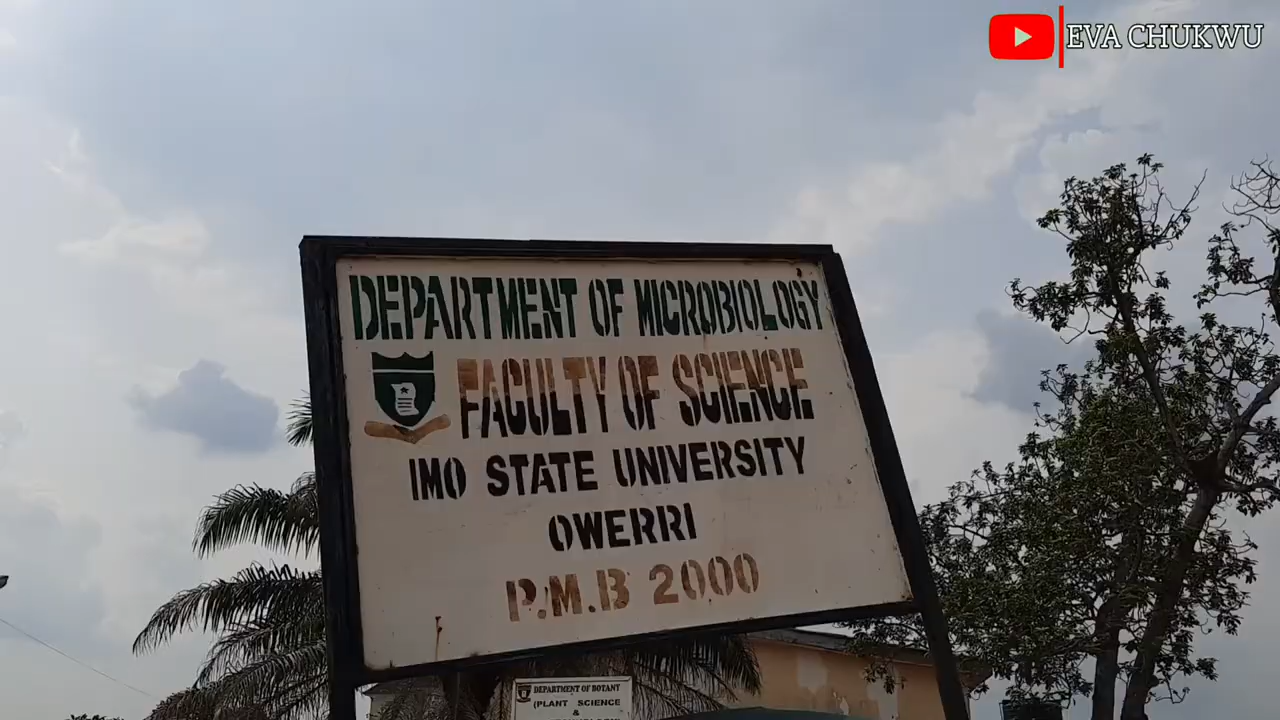 EVA CHUKWU
DEPARTMENT OF MICROBIOLOGY
FACULTY OF SCIENCE
IMO STATE UNIVERSITY
OWERRI
P.M.B 2000
DEPARTMENT OF BOTANY
(PLANT SCIENCE
&